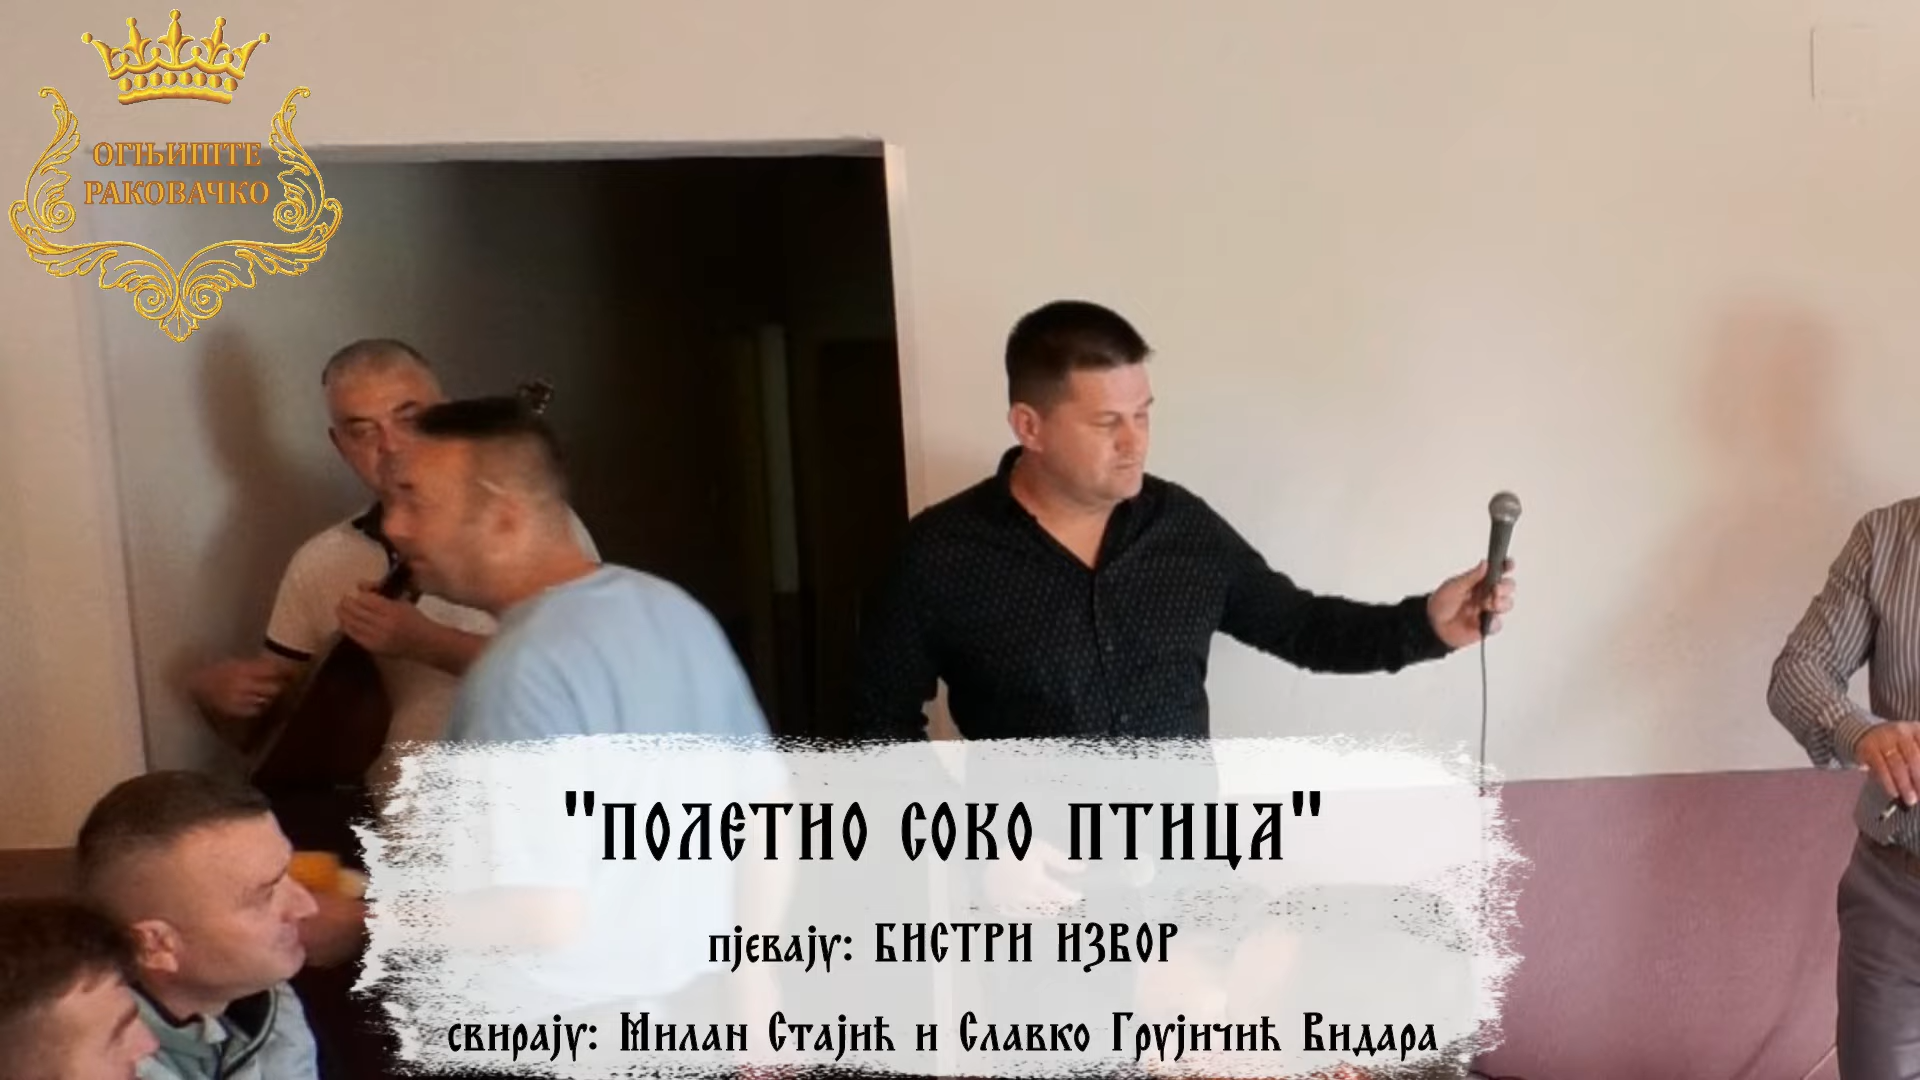 ОГЊИШТЕ
РАКОВАЧКО
"ПОЛЕТИО СОКО ПТИЦА"
пјевају: БИСТРИ ИЗВОР
свирају: Милан Стајић и Славко Грујичић Видара